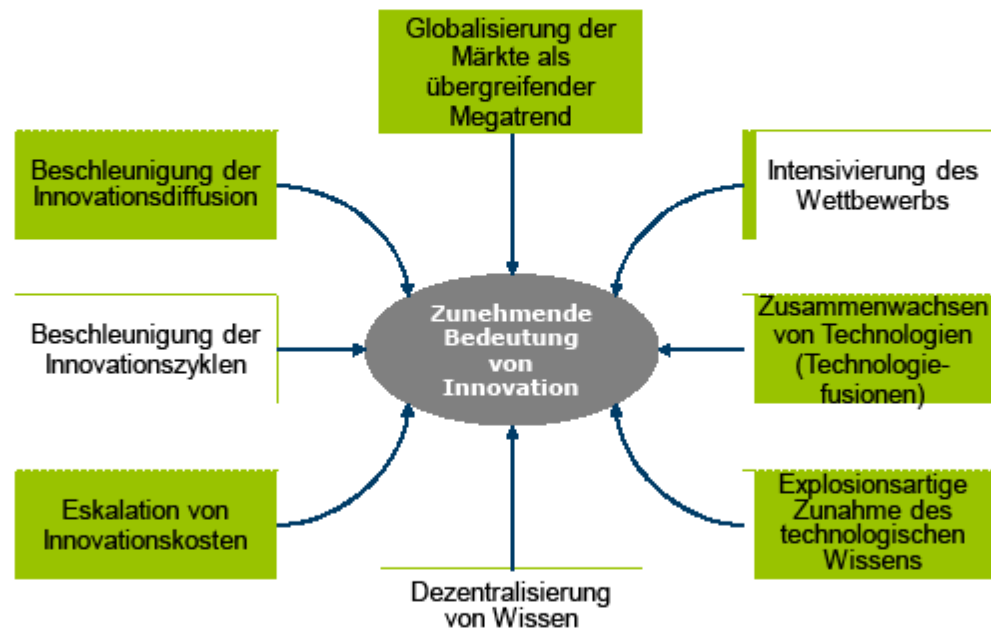 Globalisierung der
Märkte als
übergreifender
Megatrend
Beschleunigung der
Innovationsdiffusion
Intensivierung des
Wettbewerbs
Beschleunigung der
Innovationszyklen
Zunehmende
Bedeutung
von
Innovation
Zusammenwachsen
von Technologien
(Technologie-
fusionen)
Eskalation von
Innovationskosten
Dezentralisierung
von Wissen
Explosionsartige
Zunahme des
technologischen
Wissens